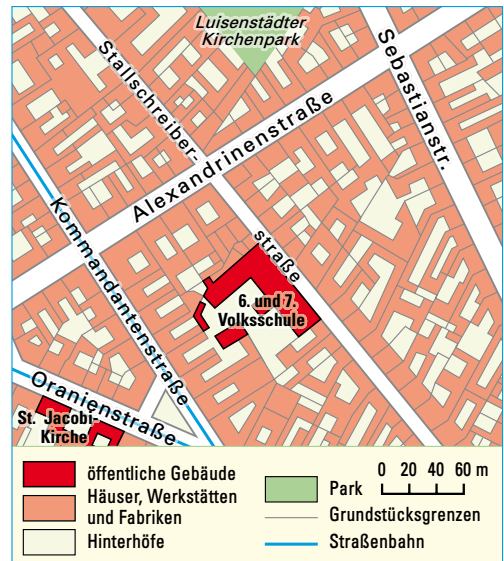 Luisenstädter
Kirchenpark
Stallschreiber-
straße
Sebastianstr.
Alexandrinenstraße
Kommandantenstraße
6. und 7.
Volksschule
Oranienstraße
St. Jacobi-
Kirche
öffentliche Gebäude
Häuser, Werkstätten
und Fabriken
Hinterhöfe
0 20 40 60 m
Park
Grundstücksgrenzen
Straßenbahn